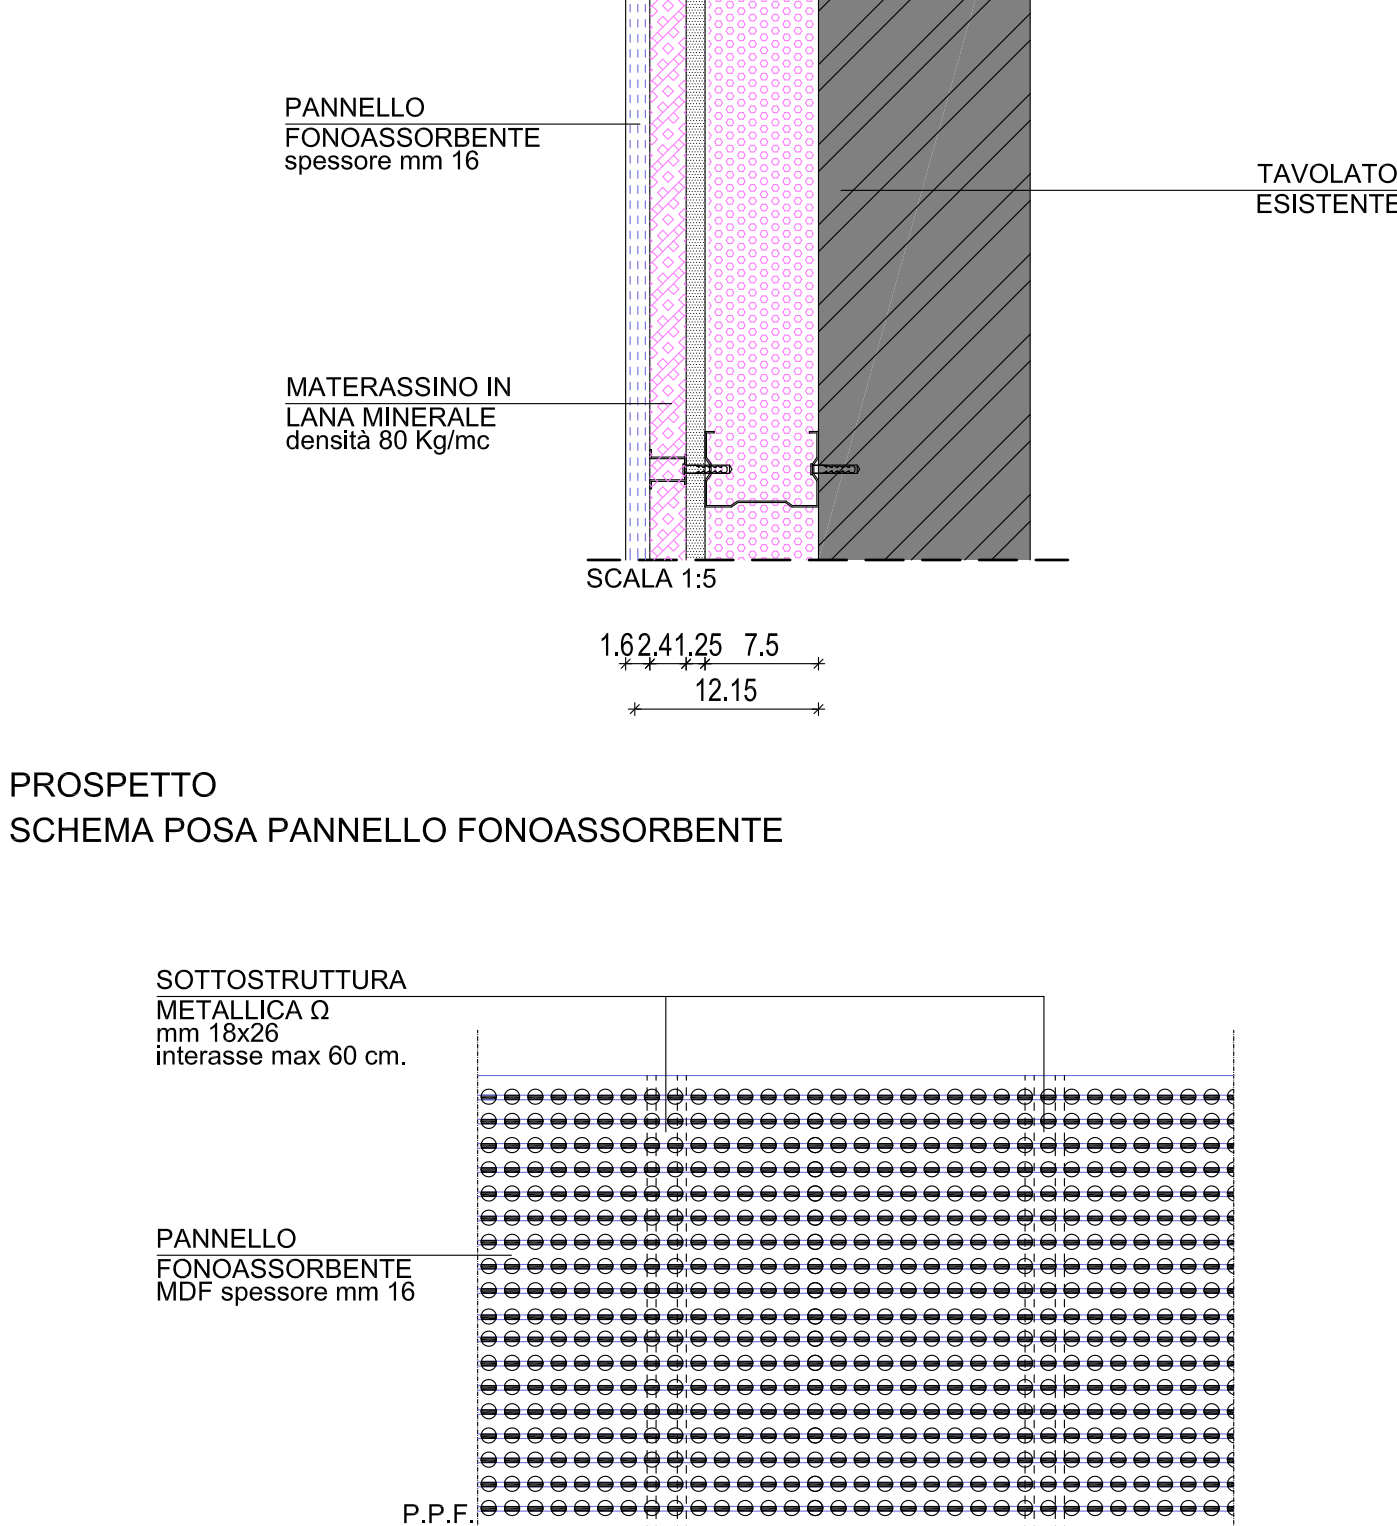 PANNELLO
FONOASSORBENTE
spessore mm 16
TAVOLATO
ESISTENTE
MATERASSINO IN
LANA MINERALE
densità 80 Kg/mc
SCALA 1:5
1.6 2.4 1.25 7.5
12.15
PROSPETTO
SCHEMA POSA PANNELLO FONOASSORBENTE
SOTTOSTRUTTURA
METALLICA Ω
mm 18x26
interasse max 60 cm.
PANNELLO
FONOASSORBENTE
MDF spessore mm 16
P.P.F.